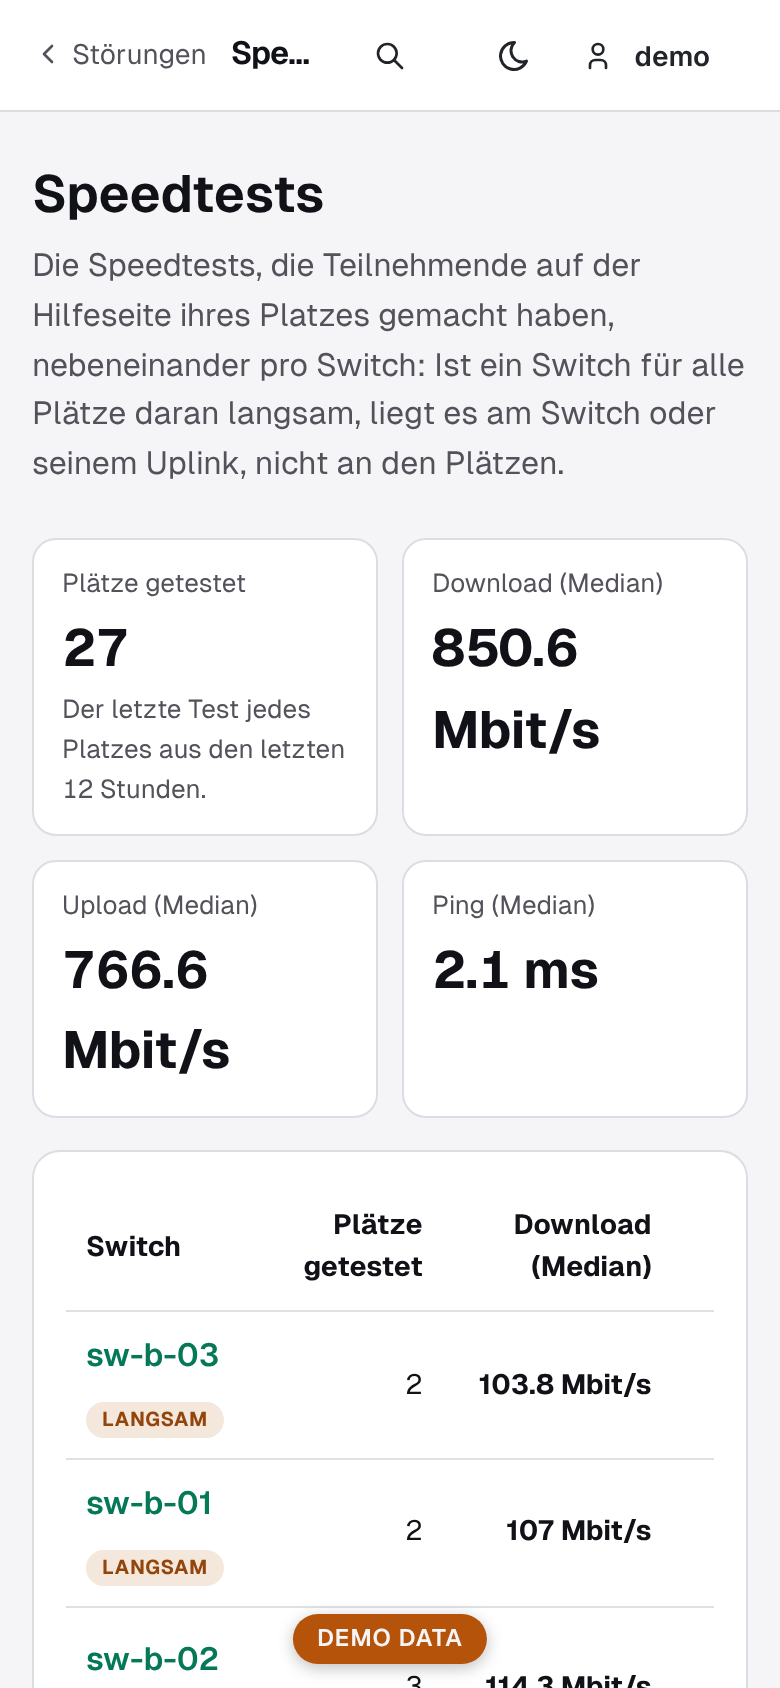 Störungen Spe... demo
Speedtests
Die Speedtests, die Teilnehmende auf der
Hilfeseite ihres Platzes gemacht haben,
nebeneinander pro Switch: Ist ein Switch für alle
Plätze daran langsam, liegt es am Switch oder
seinem Uplink, nicht an den Plätzen.
Plätze getestet
27
Der letzte Test jedes
Platzes aus den letzten
12 Stunden.
Download (Median)
850.6
Mbit/s
Upload (Median)
766.6
Mbit/s
Ping (Median)
2.1 ms
Switch
Plätze
getestet
Download
(Median)
sw-b-03
LANGSAM
2
103.8 Mbit/s
sw-b-01
LANGSAM
2
107 Mbit/s
sw-b-02
3
114.3 Mbit/s
DEMO DATA